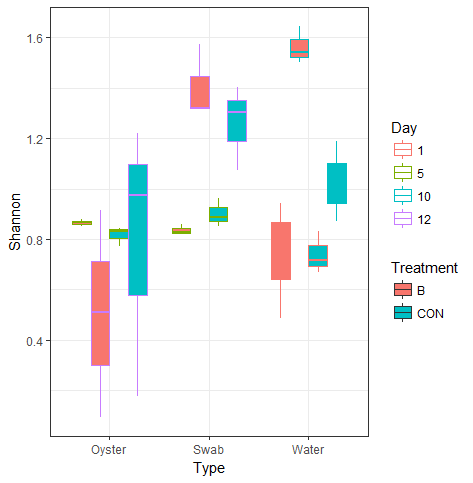 1.6
1.2
0.8
0.4
Shannon
Oyster Swab Water
Type
Day
1
5
10
12
Treatment
B
CON